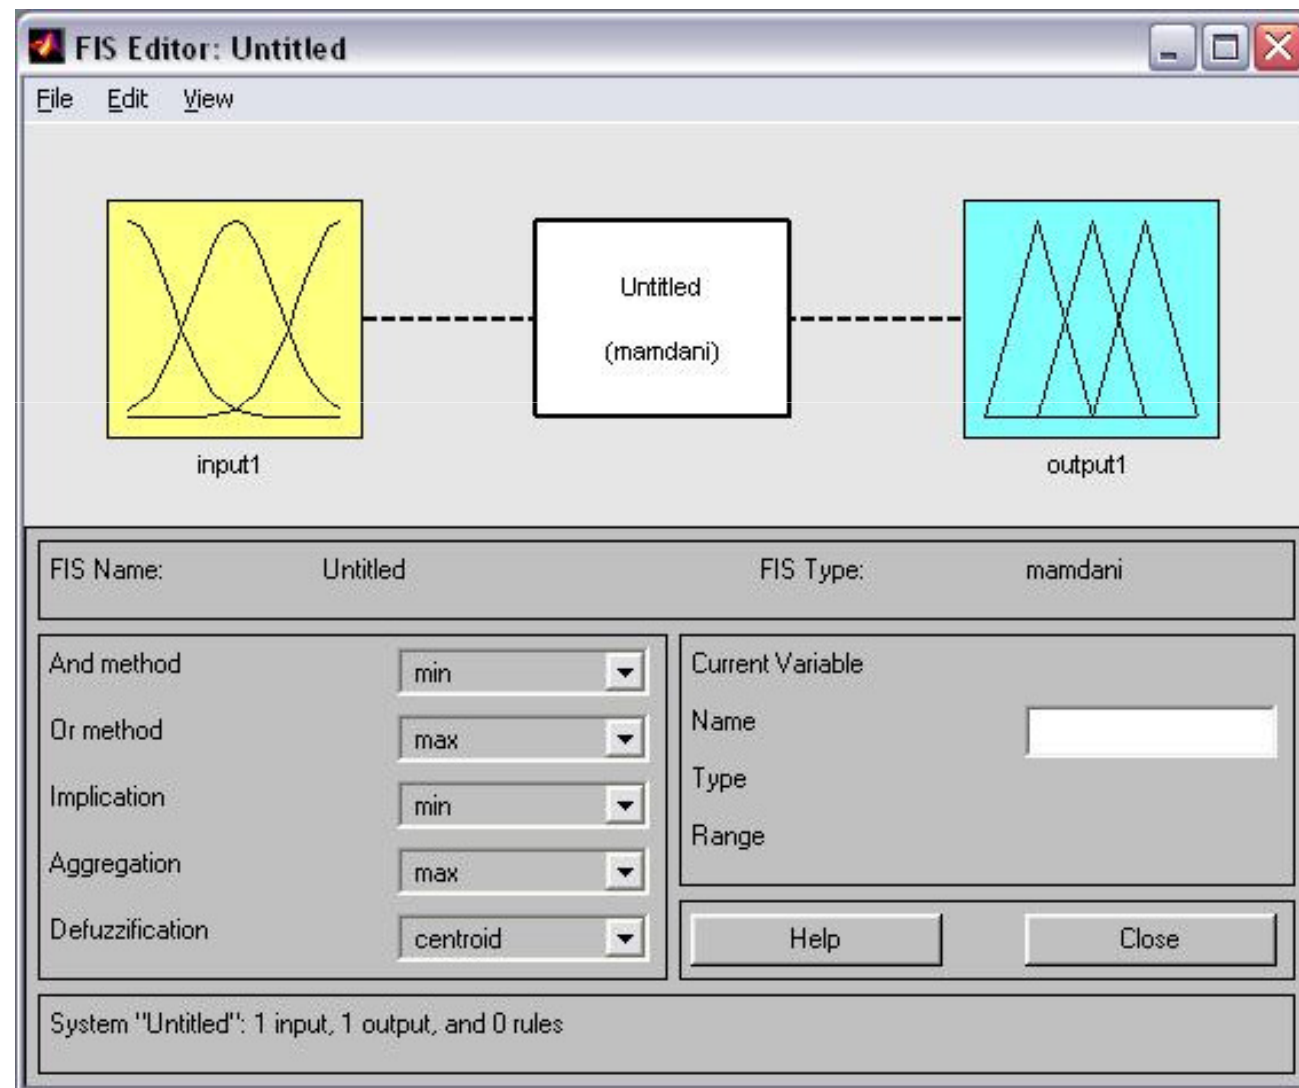 FIS Editor: Untitled
File Edit View
Untitled
(mamdani)
input1
output1
FIS Name: Untitled FIS Type: mamdani
And method min
Or method max
Implication min
Aggregation max
Defuzzification centroid
Current Variable
Name
Type
Range
Help Close
System "Untitled": 1 input, 1 output, and 0 rules